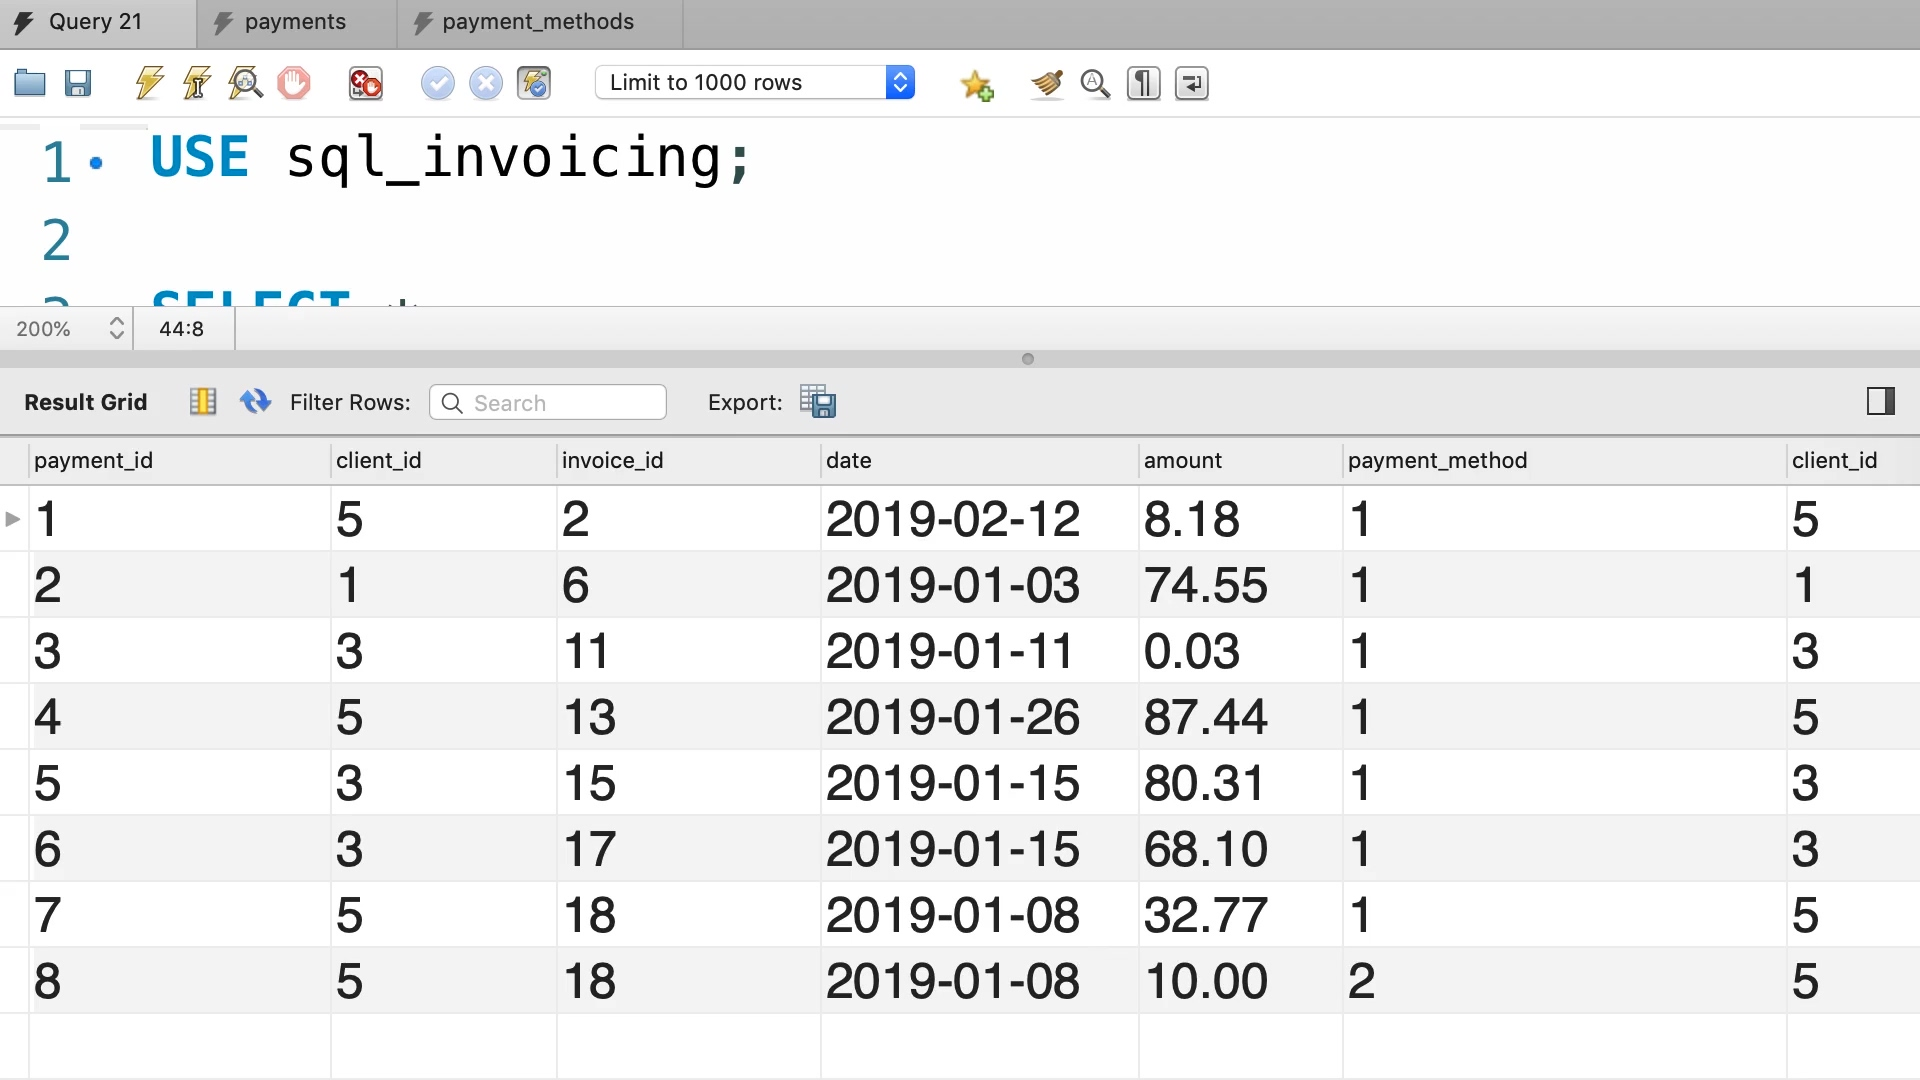 Query 21 payments payment_methods
Limit to 1000 rows
1 USE sql_invoicing;
2
3 SELECT *
200% 44:8
Result Grid Filter Rows: Search Export:
payment_id client_id invoice_id date amount payment_method client_id
1 5 2 2019-02-12 8.18 1 5
2 1 6 2019-01-03 74.55 1 1
3 3 11 2019-01-11 0.03 1 3
4 5 13 2019-01-26 87.44 1 5
5 3 15 2019-01-15 80.31 1 3
6 3 17 2019-01-15 68.10 1 3
7 5 18 2019-01-08 32.77 1 5
8 5 18 2019-01-08 10.00 2 5